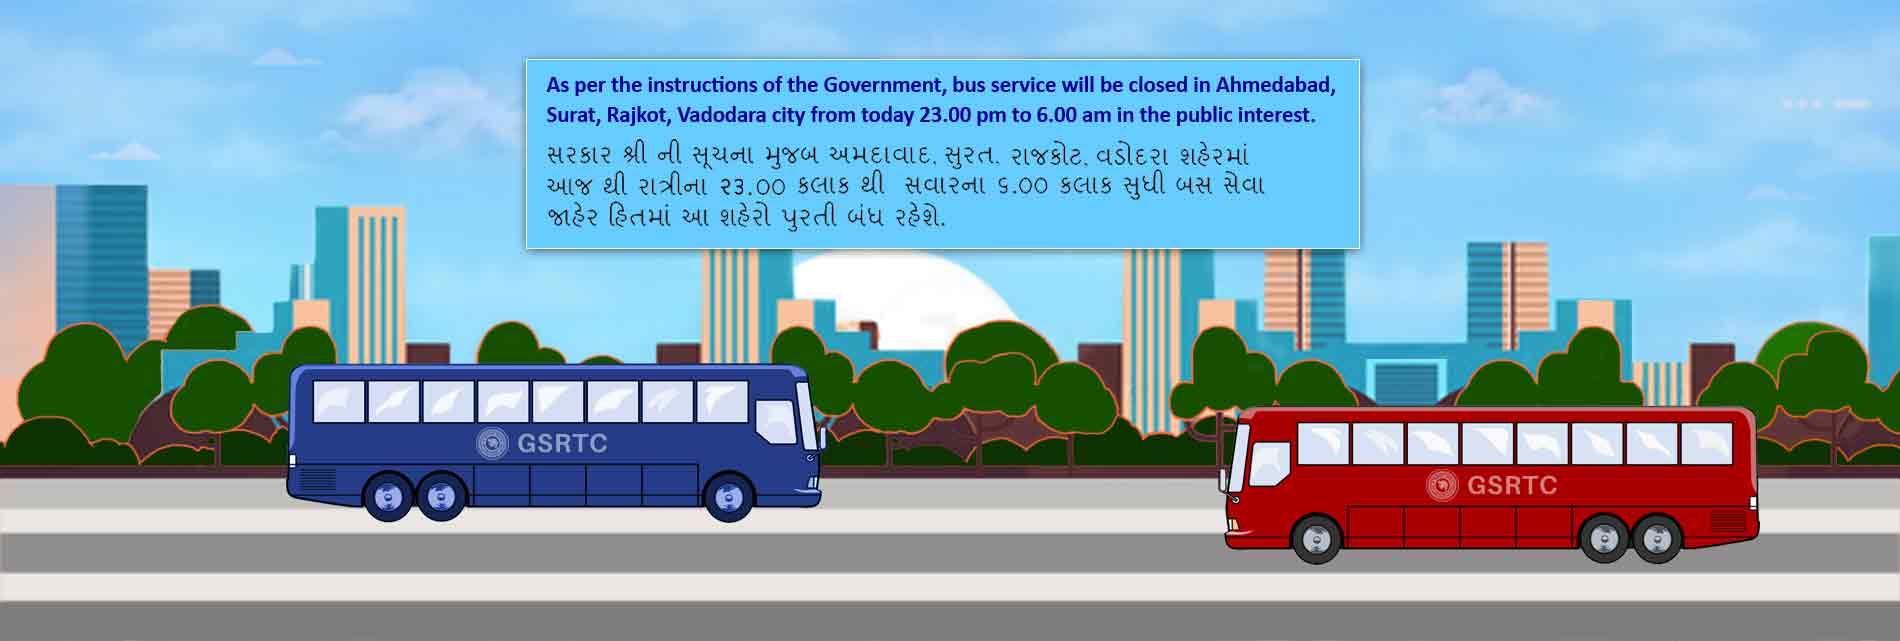 As per the instructions of the Government, bus service will be closed in Ahmedabad,
Surat, Rajkot, Vadodara city from today 23.00 pm to 6.00 am in the public interest.
સરકાર શ્રી ની સૂચના મુજબ અમદાવાદ, સુરત, રાજકોટ, વડોદરા શહેરમાં
આજ થી રાત્રીના ૨૩.૦૦ કલાક થી સવારના ૬.૦૦ કલાક સુધી બસ સેવા
જાહેર હિતમાં આ શહેરો પુરતી બંધ રહેશે.
GSRTC
GSRTC